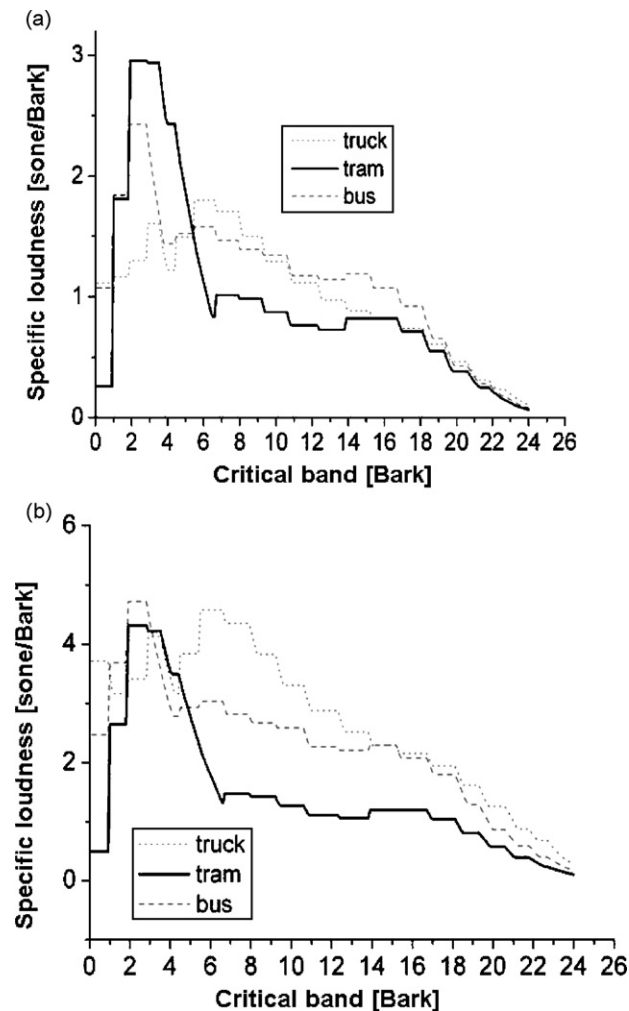 (a)
3
2
1
0
Specific loudness [sone/Bark]
truck
tram
bus
0 2 4 6 8 10 12 14 16 18 20 22 24 26
Critical band [Bark]
(b)
6
4
2
0
Specific loudness [sone/Bark]
truck
tram
bus
0 2 4 6 8 10 12 14 16 18 20 22 24 26
Critical band [Bark]